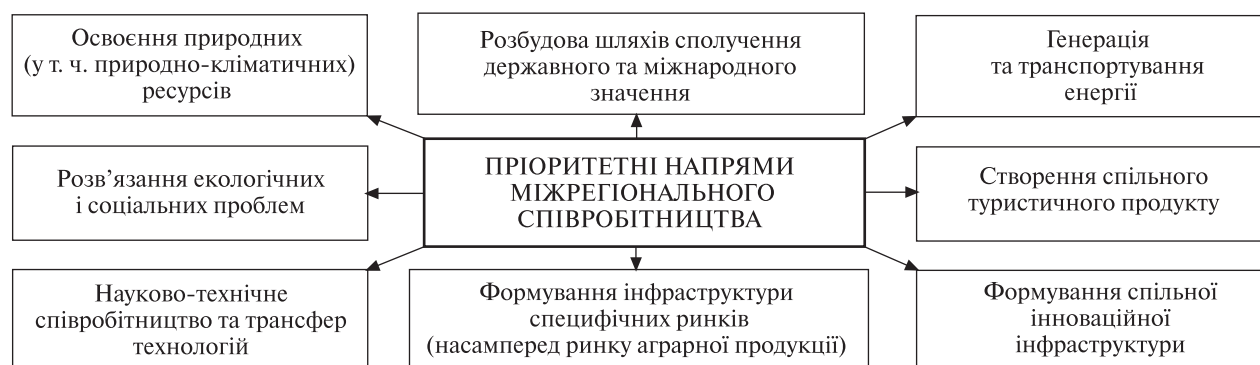 Освоєння природних
(у т. ч. природно-кліматичних)
ресурсів
Розбудова шляхів сполучення
державного та міжнародного
значення
Генерація
та транспортування
енергії
Розв’язання екологічних
і соціальних проблем
ПРІОРИТЕТНІ НАПРЯМИ
МІЖРЕГІОНАЛЬНОГО
СПІВРОБІТНИЦТВА
Створення спільного
туристичного продукту
Науково-технічне
співробітництво та трансфер
технологій
Формування інфраструктури
специфічних ринків
(насамперед ринку аграрної продукції)
Формування спільної
інноваційної
інфраструктури